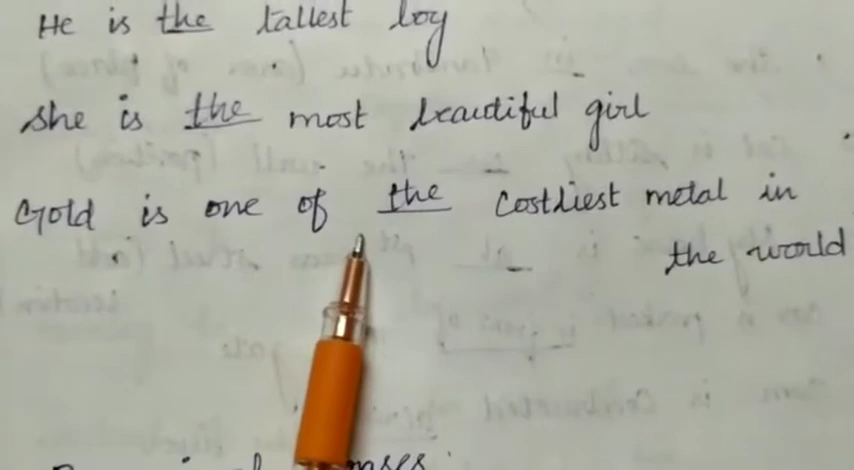 He is the tallest boy
She is the most beautiful girl
Gold is one of the costliest metal in
the world